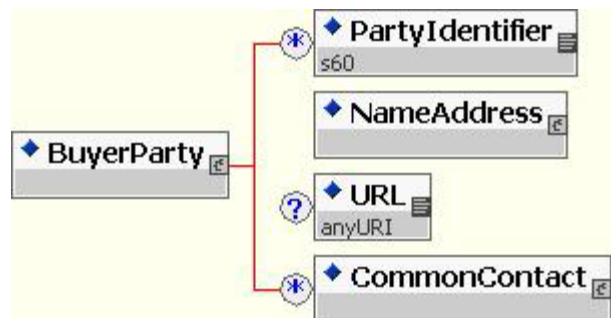 PartyIdentifier
s60
NameAddress
BuyerParty
?
URL
anyURI
CommonContact